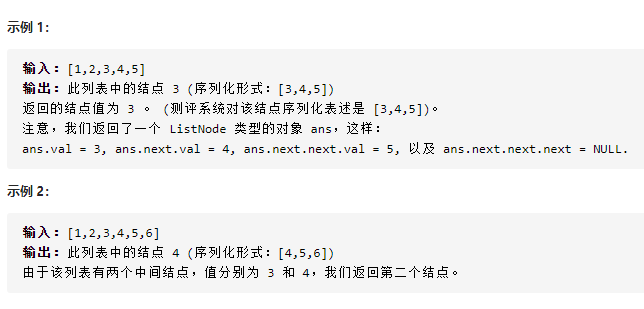 示例 1：
输入：[1,2,3,4,5]
输出：此列表中的结点 3 (序列化形式：[3,4,5])
返回的结点值为 3 。 (测评系统对该结点序列化表述是 [3,4,5])。
注意，我们返回了一个 ListNode 类型的对象 ans，这样：
ans.val = 3, ans.next.val = 4, ans.next.next.val = 5, 以及 ans.next.next.next = NULL.
示例 2：
输入：[1,2,3,4,5,6]
输出：此列表中的结点 4 (序列化形式：[4,5,6])
由于该列表有两个中间结点，值分别为 3 和 4，我们返回第二个结点。